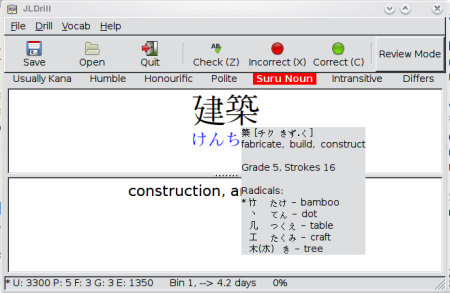 JLDrill
File Drill Vocab Help
Save Open Quit Check (Z) Incorrect (X) Correct (C) Review Mode
Usually Kana Humble Honourific Polite Suru Noun Intransitive Differs
建築
けんち
築 [チク きず.く]
fabricate, build, construct
Grade 5, Strokes 16
construction, a
Radicals:
*竹 たけ – bamboo
丶 てん – dot
几 つくえ – table
工 たくみ – craft
木(水) き – tree
* U: 3300 P: 5 F: 3 G: 3 E: 1350 Bin 1, --> 4.2 days 0%